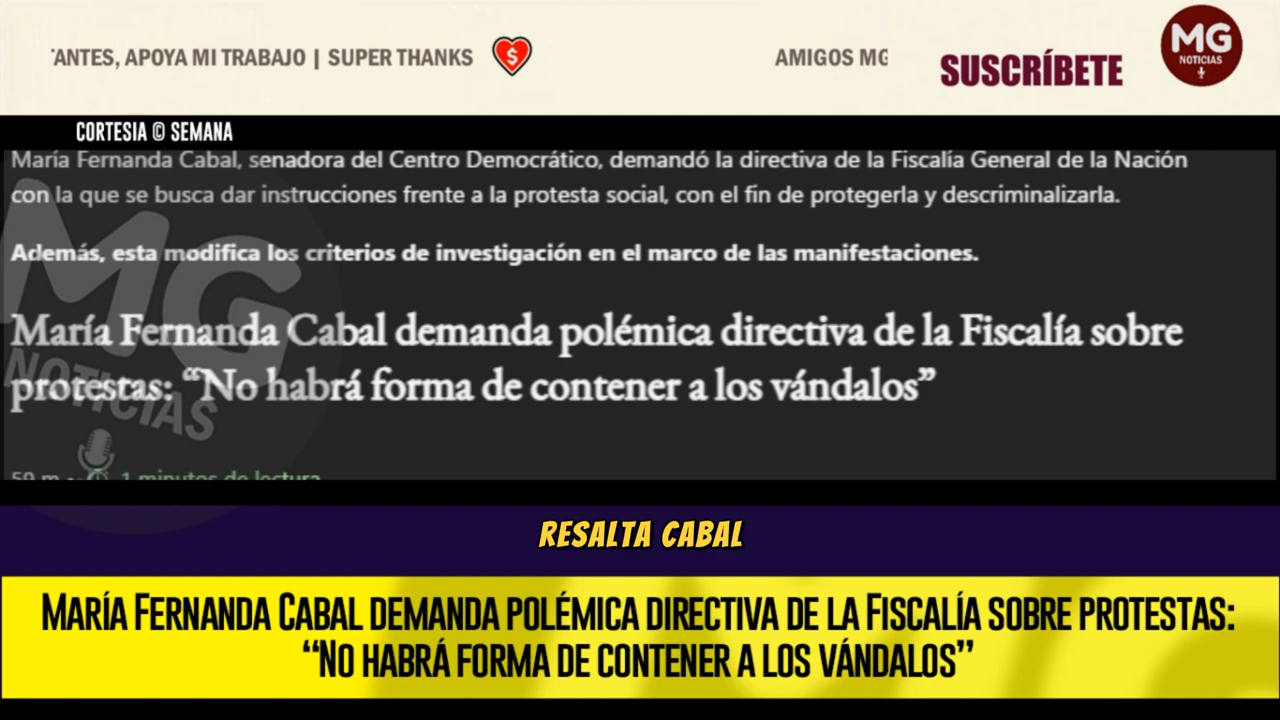 'ANTES, APOYA MI TRABAJO | SUPER THANKS
AMIGOS MG
SUSCRÍBETE
MG
NOTICIAS
CORTESIA © SEMANA
María Fernanda Cabal, senadora del Centro Democrático, demandó la directiva de la Fiscalía General de la Nación
con la que se busca dar instrucciones frente a la protesta social, con el fin de protegerla y descriminalizarla.
Además, esta modifica los criterios de investigación en el marco de las manifestaciones.
María Fernanda Cabal demanda polémica directiva de la Fiscalía sobre
protestas: “No habrá forma de contener a los vándalos”
MG
NOTICIAS
59 m • 1 minutos de lectura
RESALTA CABAL
MARÍA FERNANDA CABAL DEMANDA POLÉMICA DIRECTIVA DE LA FISCALÍA SOBRE PROTESTAS:
“NO HABRÁ FORMA DE CONTENER A LOS VÁNDALOS”